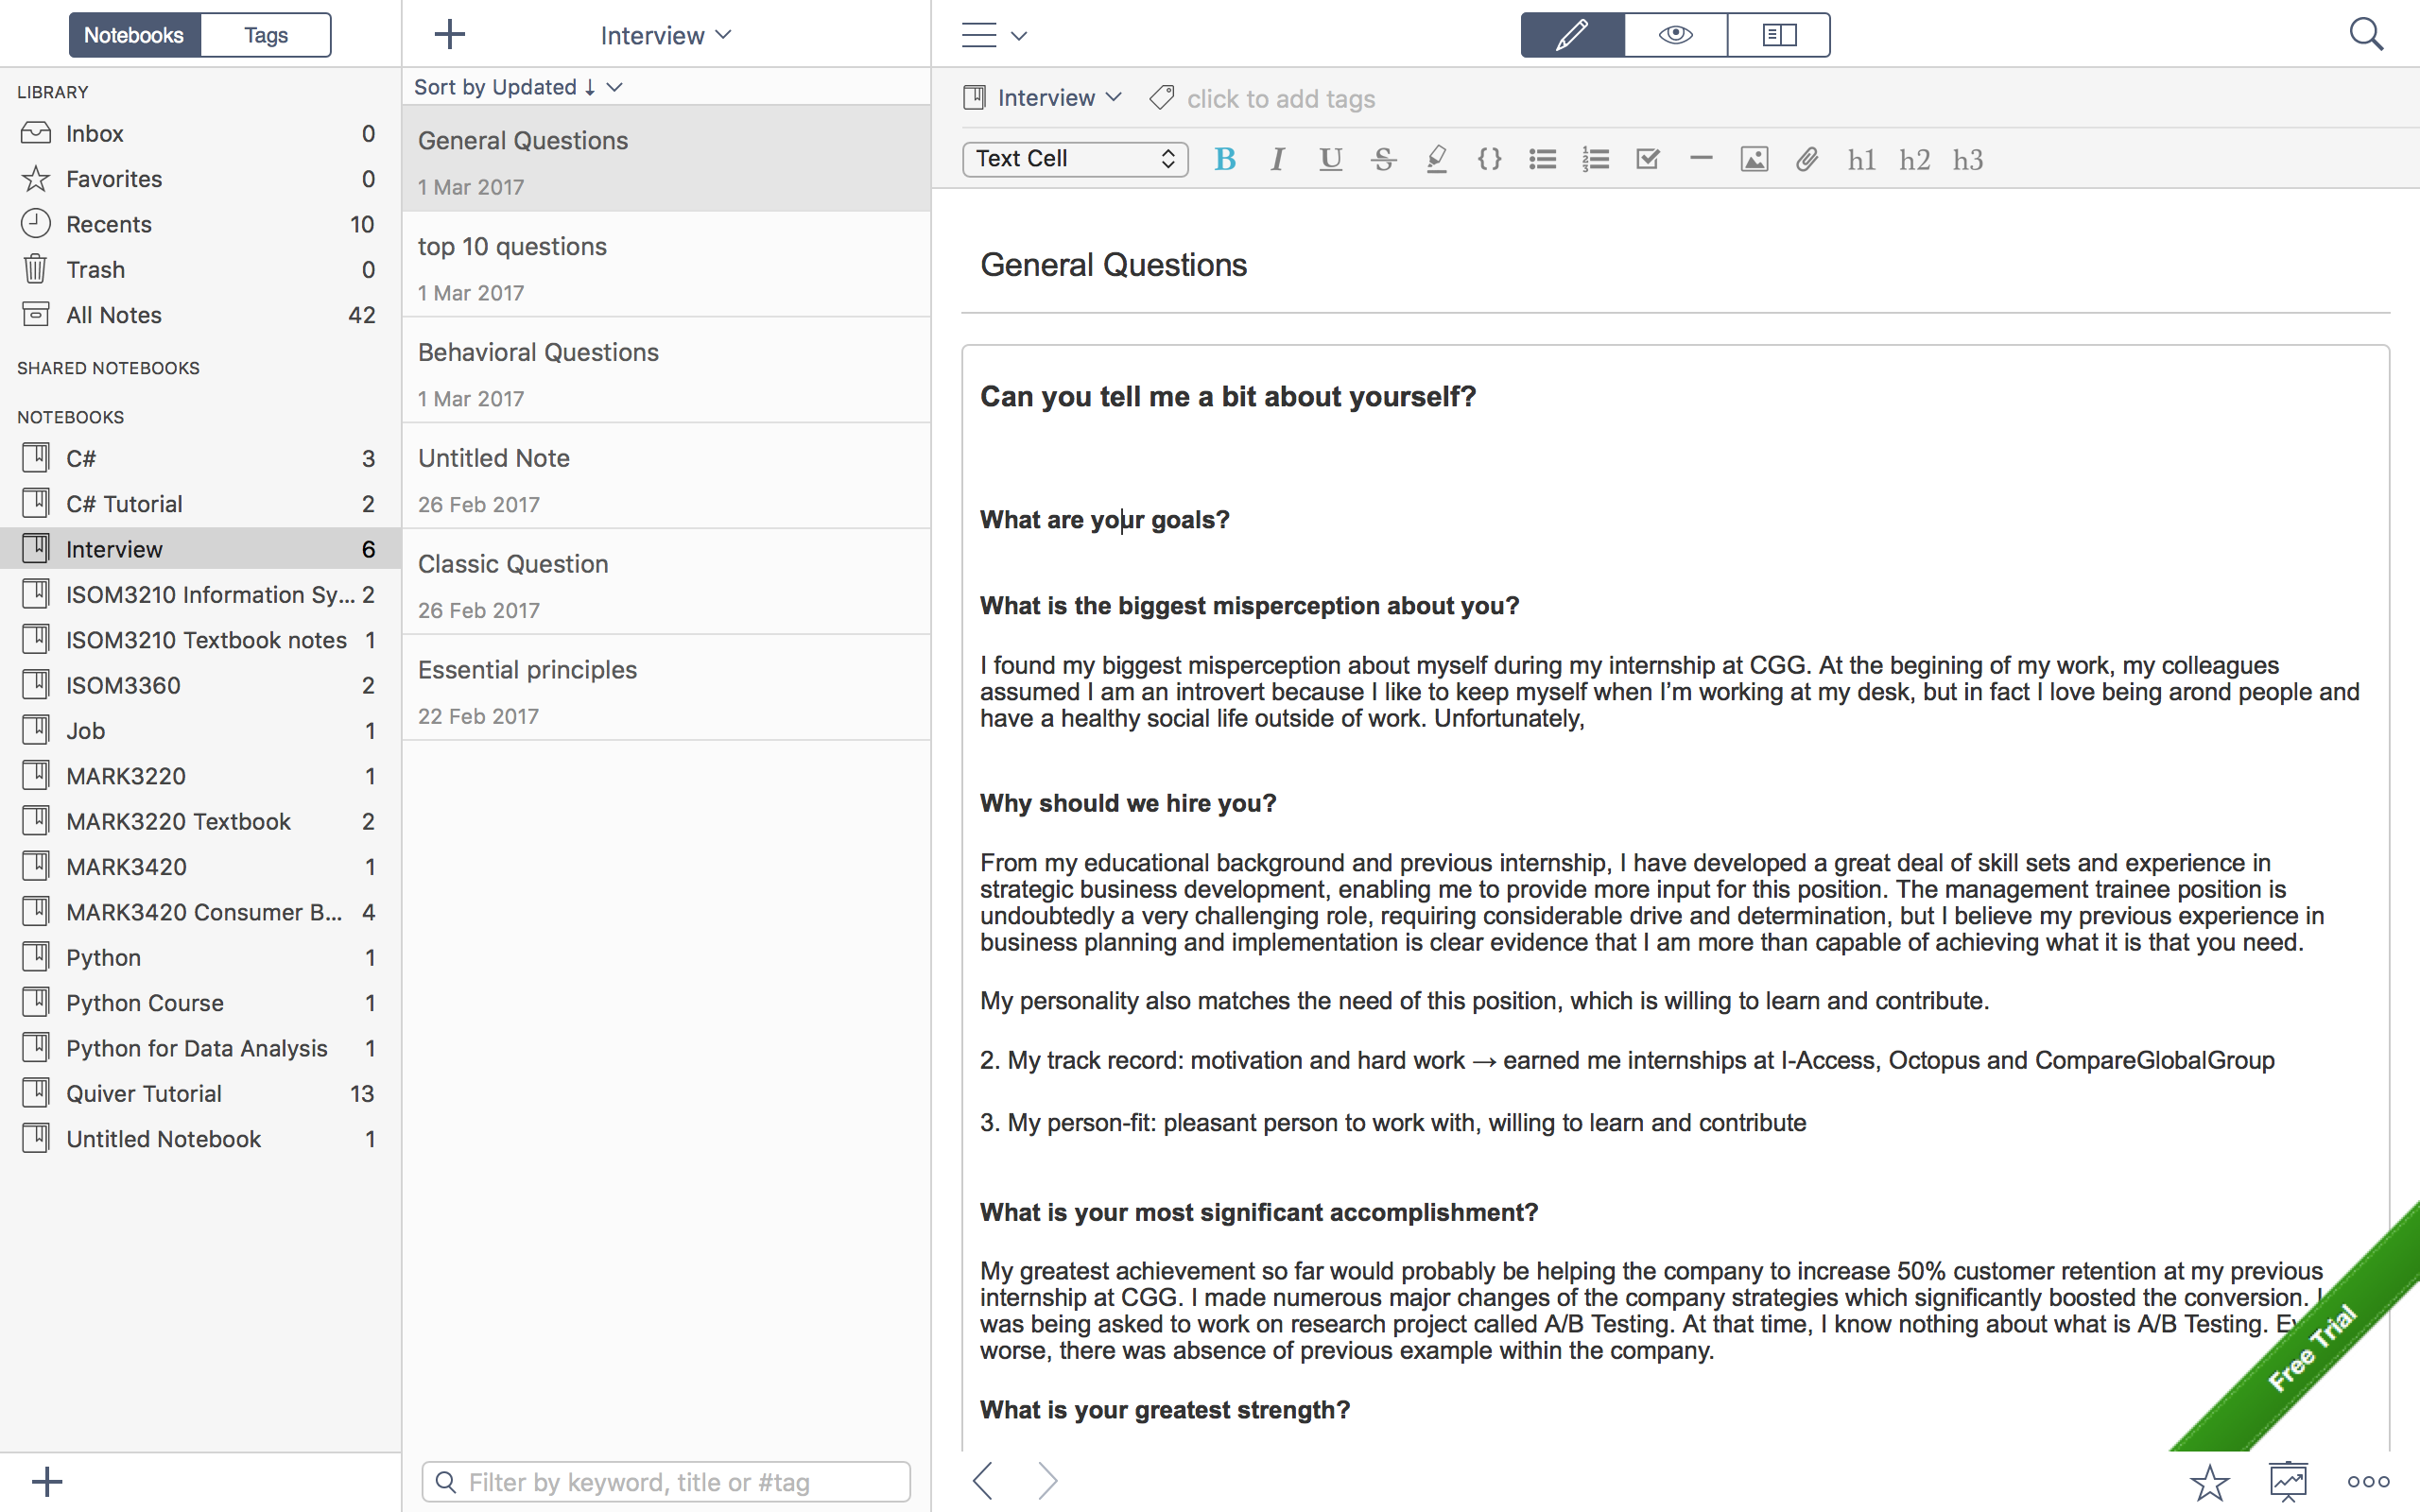 Notebooks Tags
LIBRARY
Inbox 0
Favorites 0
Recents 10
Trash 0
All Notes 42
SHARED NOTEBOOKS
NOTEBOOKS
C# 3
C# Tutorial 2
Interview 6
ISOM3210 Information Sy... 2
ISOM3210 Textbook notes 1
ISOM3360 2
Job 1
MARK3220 1
MARK3220 Textbook 2
MARK3420 1
MARK3420 Consumer B... 4
Python 1
Python Course 1
Python for Data Analysis 1
Quiver Tutorial 13
Untitled Notebook 1
Interview
Sort by Updated ↓
General Questions
1 Mar 2017
top 10 questions
1 Mar 2017
Behavioral Questions
1 Mar 2017
Untitled Note
26 Feb 2017
Classic Question
26 Feb 2017
Essential principles
22 Feb 2017
Filter by keyword, title or #tag
Interview click to add tags
Text Cell B I U S {} h1 h2 h3
General Questions
Can you tell me a bit about yourself?
What are your goals?
What is the biggest misperception about you?
I found my biggest misperception about myself during my internship at CGG. At the begining of my work, my colleagues
assumed I am an introvert because I like to keep myself when I'm working at my desk, but in fact I love being arond people and
have a healthy social life outside of work. Unfortunately,
Why should we hire you?
From my educational background and previous internship, I have developed a great deal of skill sets and experience in
strategic business development, enabling me to provide more input for this position. The management trainee position is
undoubtedly a very challenging role, requiring considerable drive and determination, but I believe my previous experience in
business planning and implementation is clear evidence that I am more than capable of achieving what it is that you need.
My personality also matches the need of this position, which is willing to learn and contribute.
2. My track record: motivation and hard work → earned me internships at I-Access, Octopus and CompareGlobalGroup
3. My person-fit: pleasant person to work with, willing to learn and contribute
What is your most significant accomplishment?
My greatest achievement so far would probably be helping the company to increase 50% customer retention at my previous
internship at CGG. I made numerous major changes of the company strategies which significantly boosted the conversion. I
was being asked to work on research project called A/B Testing. At that time, I know nothing about what is A/B Testing.
worse, there was absence of previous example within the company.
What is your greatest strength?
Free Trial